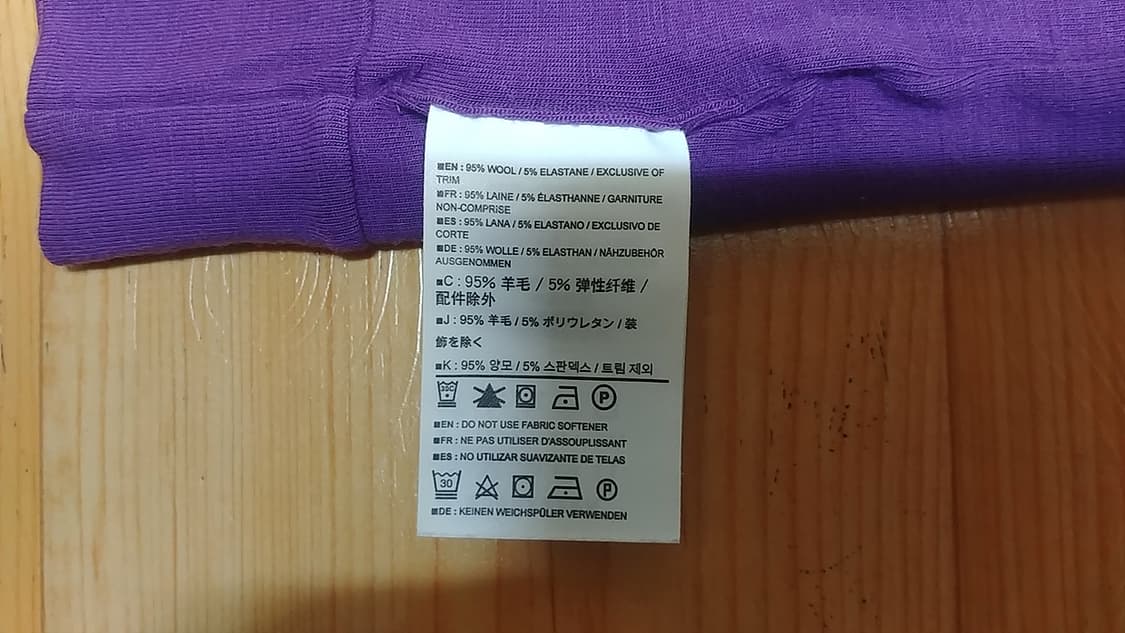 ■EN : 95% WOOL / 5% ELASTANE / EXCLUSIVE OF
TRIM
■FR : 95% LAINE / 5% ÉLASTHANNE / GARNITURE
NON-COMPRISE
■ES : 95% LANA / 5% ELASTANO / EXCLUSIVO DE
CORTE
■DE : 95% WOLLE / 5% ELASTHAN / NÄHZUBEHÖR
AUSGENOMMEN
■C : 95% 羊毛 / 5% 弹性纤维 /
配件除外
■J : 95% 羊毛 / 5% ポリウレタン / 装
飾を除く
■K : 95% 양모 / 5% 스판덱스 / 트림 제외
30C P
■EN : DO NOT USE FABRIC SOFTENER
■FR : NE PAS UTILISER D'ASSOUPLISSANT
■ES : NO UTILIZAR SUAVIZANTE DE TELAS
30 P
■DE : KEINEN WEICHSPÜLER VERWENDEN